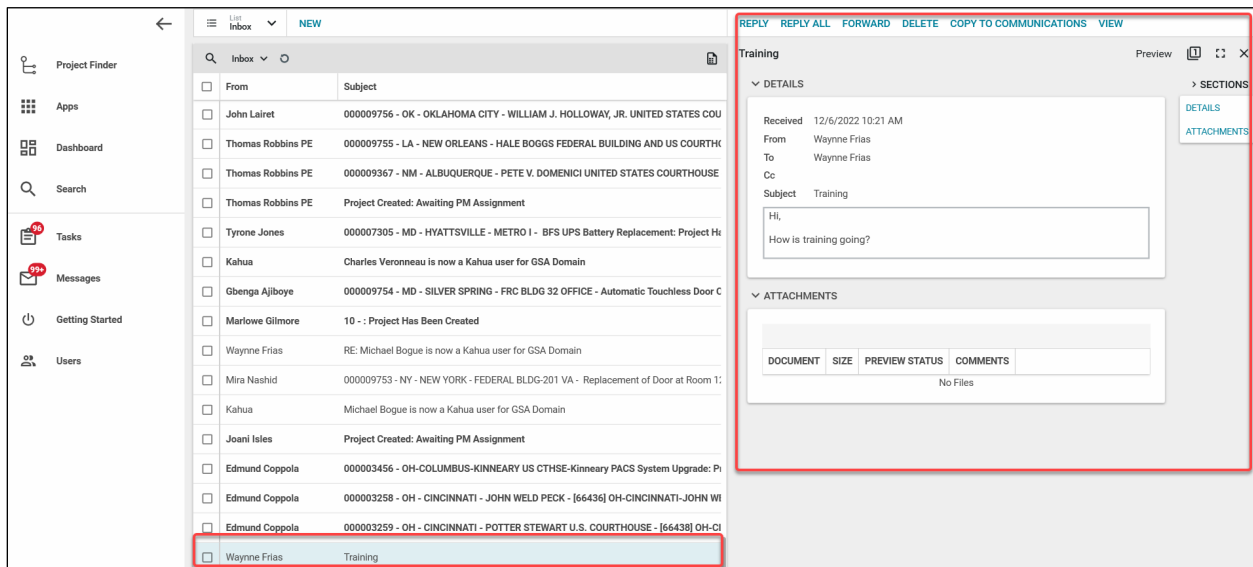 List
Inbox
NEW
REPLY REPLY ALL FORWARD DELETE COPY TO COMMUNICATIONS VIEW
Project Finder
Apps
Dashboard
Search
96
Tasks
99+
Messages
Getting Started
Users
Inbox
From Subject
John Lairet 000009756 - OK - OKLAHOMA CITY - WILLIAM J. HOLLOWAY, JR. UNITED STATES COU
Thomas Robbins PE 000009755 - LA - NEW ORLEANS - HALE BOGGS FEDERAL BUILDING AND US COURTH
Thomas Robbins PE 000009367 - NM - ALBUQUERQUE - PETE V. DOMENICI UNITED STATES COURTHOUSE
Thomas Robbins PE Project Created: Awaiting PM Assignment
Tyrone Jones 000007305 - MD - HYATTSVILLE - METRO I - BFS UPS Battery Replacement: Project Ha
Kahua Charles Veronneau is now a Kahua user for GSA Domain
Gbenga Ajiboye 000009754 - MD - SILVER SPRING - FRC BLDG 32 OFFICE - Automatic Touchless Door C
Marlowe Gilmore 10 - : Project Has Been Created
Waynne Frias RE: Michael Bogue is now a Kahua user for GSA Domain
Mira Nashid 000009753 - NY - NEW YORK - FEDERAL BLDG-201 VA - Replacement of Door at Room 1
Kahua Michael Bogue is now a Kahua user for GSA Domain
Joani Isles Project Created: Awaiting PM Assignment
Edmund Coppola 000003456 - OH-COLUMBUS-KINNEARY US CTHSE-Kinneary PACS System Upgrade: P
Edmund Coppola 000003258 - OH - CINCINNATI - JOHN WELD PECK - [66436] OH-CINCINNATI-JOHN WE
Edmund Coppola 000003259 - OH - CINCINNATI - POTTER STEWART U.S. COURTHOUSE - [66438] OH-CI
Waynne Frias Training
Training Preview 1
DETAILS
Received 12/6/2022 10:21 AM
From Waynne Frias
To Waynne Frias
Cc
Subject Training
Hi,
How is training going?
ATTACHMENTS
DOCUMENT SIZE PREVIEW STATUS COMMENTS
No Files
SECTIONS
DETAILS
ATTACHMENTS